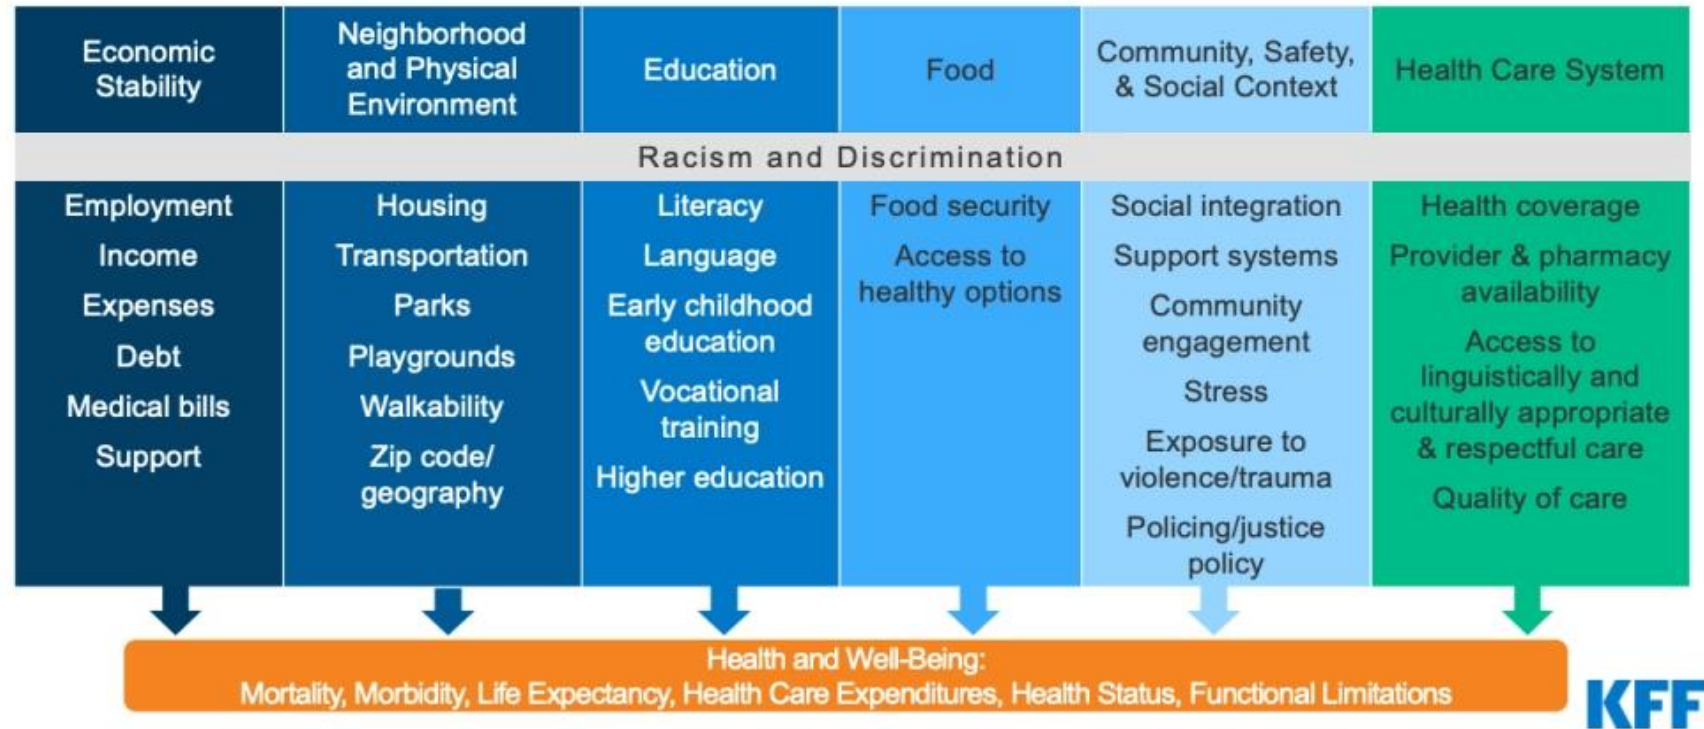 Economic
Stability
Neighborhood
and Physical
Environment
Education
Food
Community, Safety,
& Social Context
Health Care System
Racism and Discrimination
Employment
Income
Expenses
Debt
Medical bills
Support
Housing
Transportation
Parks
Playgrounds
Walkability
Zip code/
geography
Literacy
Language
Early childhood
education
Vocational
training
Higher education
Food security
Access to
healthy options
Social integration
Support systems
Community
engagement
Stress
Exposure to
violence/trauma
Policing/justice
policy
Health coverage
Provider & pharmacy
availability
Access to
linguistically and
culturally appropriate
& respectful care
Quality of care
Health and Well-Being:
Mortality, Morbidity, Life Expectancy, Health Care Expenditures, Health Status, Functional Limitations
KFF